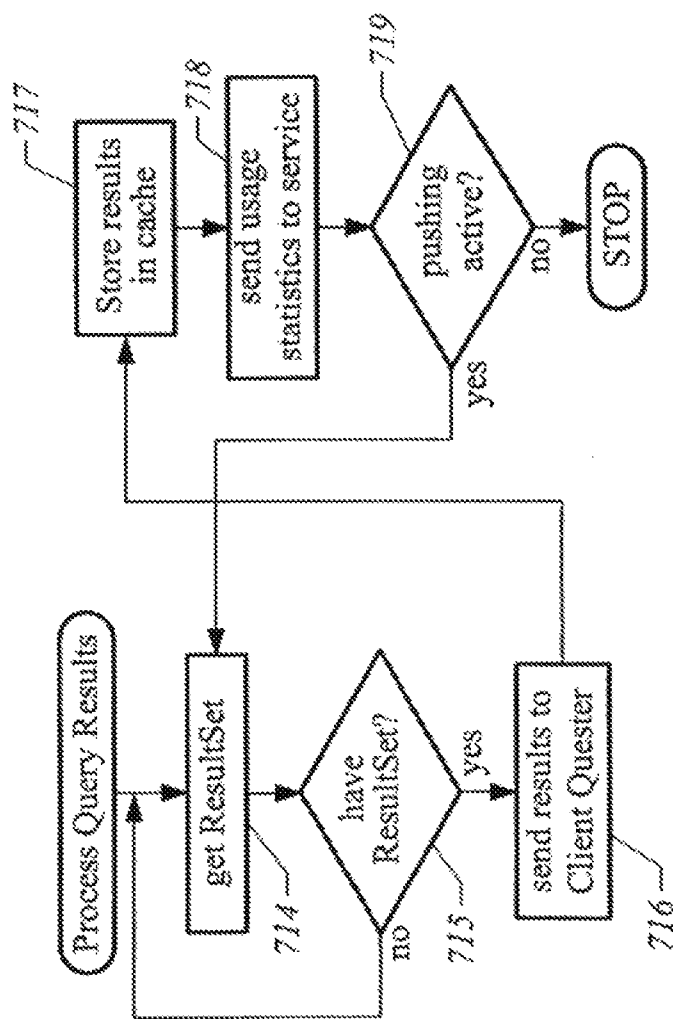 Process Query Results
get ResultSet
714
have
ResultSet?
715
no
yes
send results to
Client Quester
716
Store results
in cache
717
send usage
statistics to service
718
pushing
active?
719
yes
no
STOP